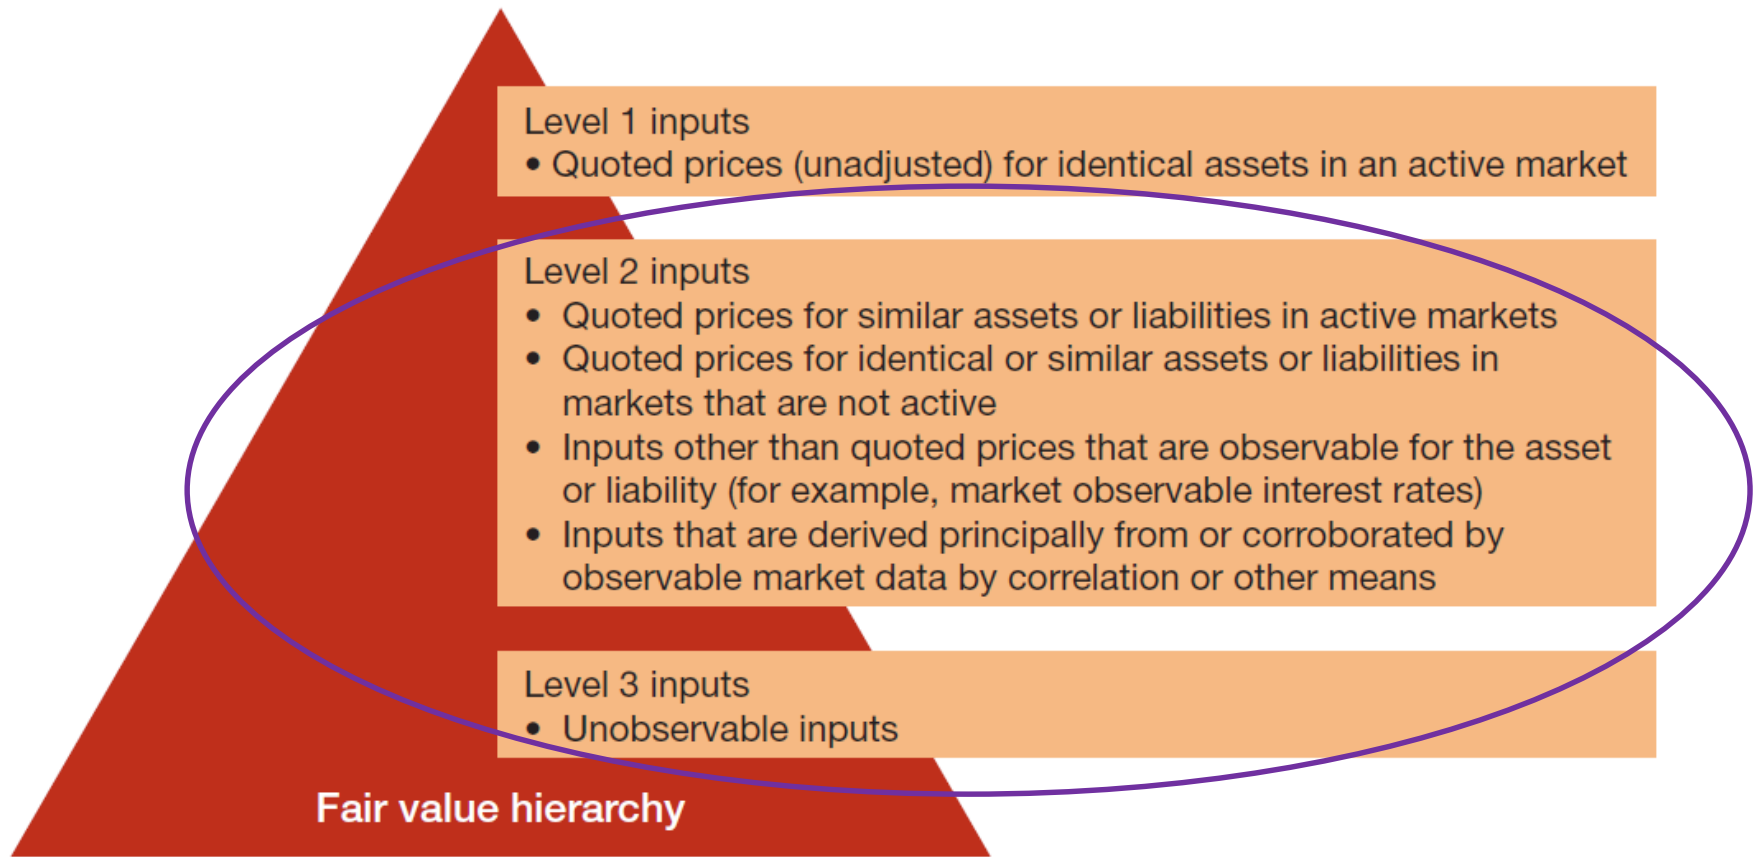 Level 1 inputs
• Quoted prices (unadjusted) for identical assets in an active market
Level 2 inputs
• Quoted prices for similar assets or liabilities in active markets
• Quoted prices for identical or similar assets or liabilities in
markets that are not active
• Inputs other than quoted prices that are observable for the asset
or liability (for example, market observable interest rates)
• Inputs that are derived principally from or corroborated by
observable market data by correlation or other means
Level 3 inputs
• Unobservable inputs
Fair value hierarchy